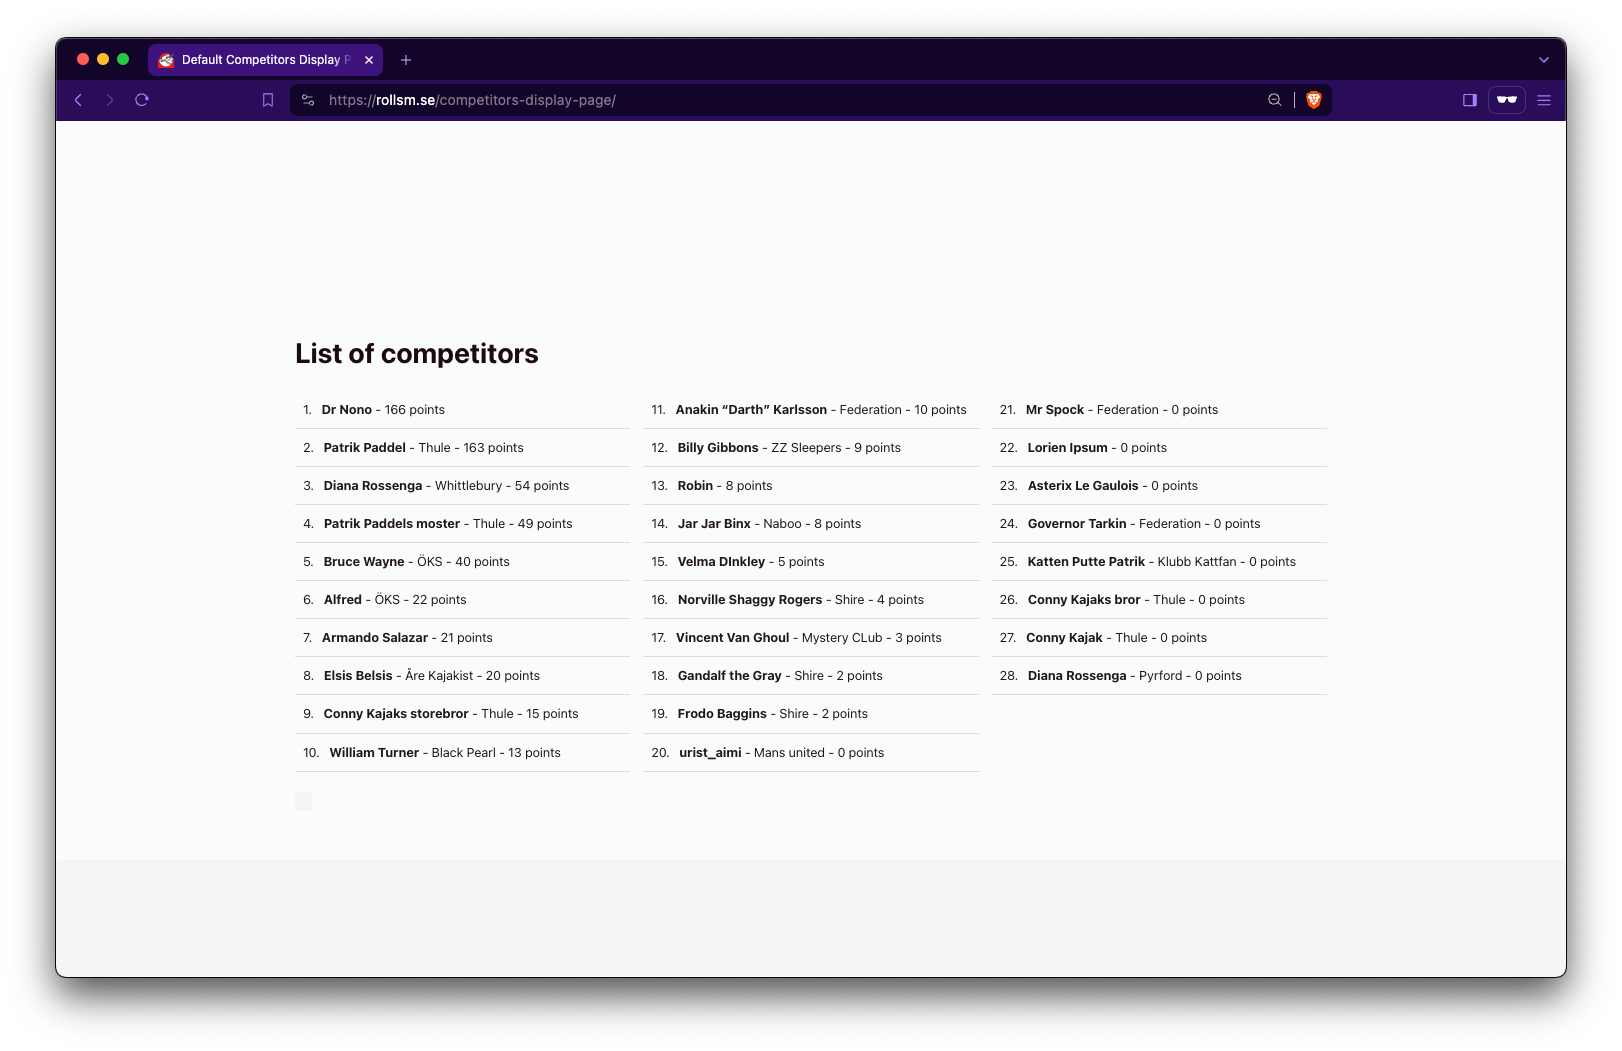 Default Competitors Display P
https://rollsm.se/competitors-display-page/
List of competitors
1. Dr Nono - 166 points
2. Patrik Paddel - Thule - 163 points
3. Diana Rossenga - Whittlebury - 54 points
4. Patrik Paddels moster - Thule - 49 points
5. Bruce Wayne - ÖKS - 40 points
6. Alfred - ÖKS - 22 points
7. Armando Salazar - 21 points
8. Elsis Belsis - Åre Kajakist - 20 points
9. Conny Kajaks storebror - Thule - 15 points
10. William Turner - Black Pearl - 13 points
11. Anakin “Darth” Karlsson - Federation - 10 points
12. Billy Gibbons - ZZ Sleepers - 9 points
13. Robin - 8 points
14. Jar Jar Binx - Naboo - 8 points
15. Velma DInkley - 5 points
16. Norville Shaggy Rogers - Shire - 4 points
17. Vincent Van Ghoul - Mystery CLub - 3 points
18. Gandalf the Gray - Shire - 2 points
19. Frodo Baggins - Shire - 2 points
20. urist_aimi - Mans united - 0 points
21. Mr Spock - Federation - 0 points
22. Lorien Ipsum - 0 points
23. Asterix Le Gaulois - 0 points
24. Governor Tarkin - Federation - 0 points
25. Katten Putte Patrik - Klubb Kattfan - 0 points
26. Conny Kajaks bror - Thule - 0 points
27. Conny Kajak - Thule - 0 points
28. Diana Rossenga - Pyrford - 0 points